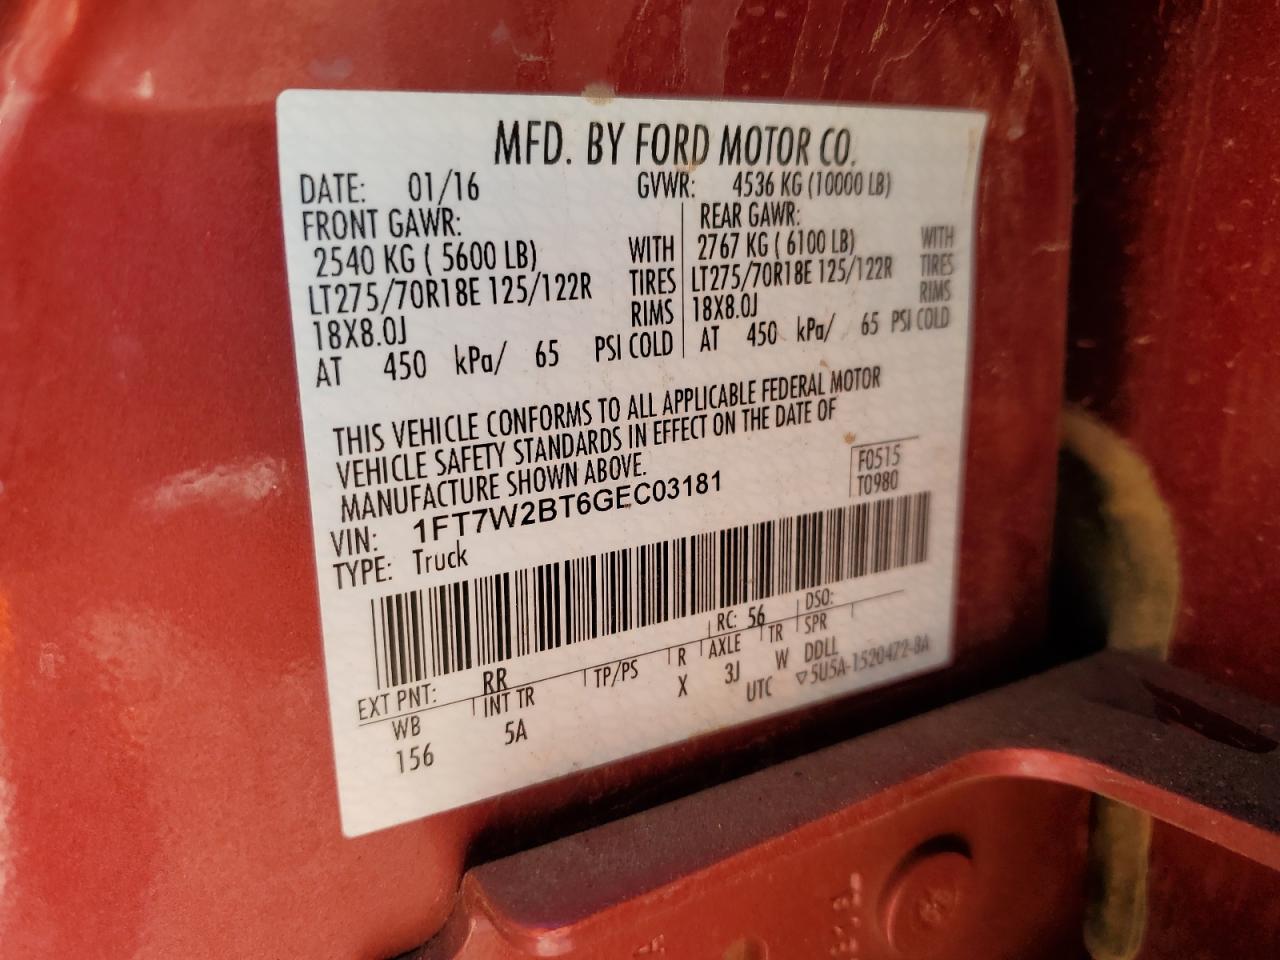 MFD. BY FORD MOTOR CO.
DATE: 01/16 GVWR: 4536 KG (10000 LB)
FRONT GAWR: REAR GAWR:
2540 KG ( 5600 LB) WITH 2767 KG ( 6100 LB) WITH
LT275/70R18E 125/122R TIRES LT275/70R18E 125/122R TIRES
18X8.0J RIMS 18X8.0J RIMS
AT 450 kPa/ 65 PSI COLD AT 450 kPa/ 65 PSI COLD
THIS VEHICLE CONFORMS TO ALL APPLICABLE FEDERAL MOTOR
VEHICLE SAFETY STANDARDS IN EFFECT ON THE DATE OF
MANUFACTURE SHOWN ABOVE.
F0515
T0980
VIN: 1FT7W2BT6GEC03181
TYPE: Truck
EXT PNT: RR RC: 56 DSO:
WB INT TR TP/PS R AXLE TR SPR
156 5A X 3J W DDLL
UTC ▽5U5A-1520472-BA